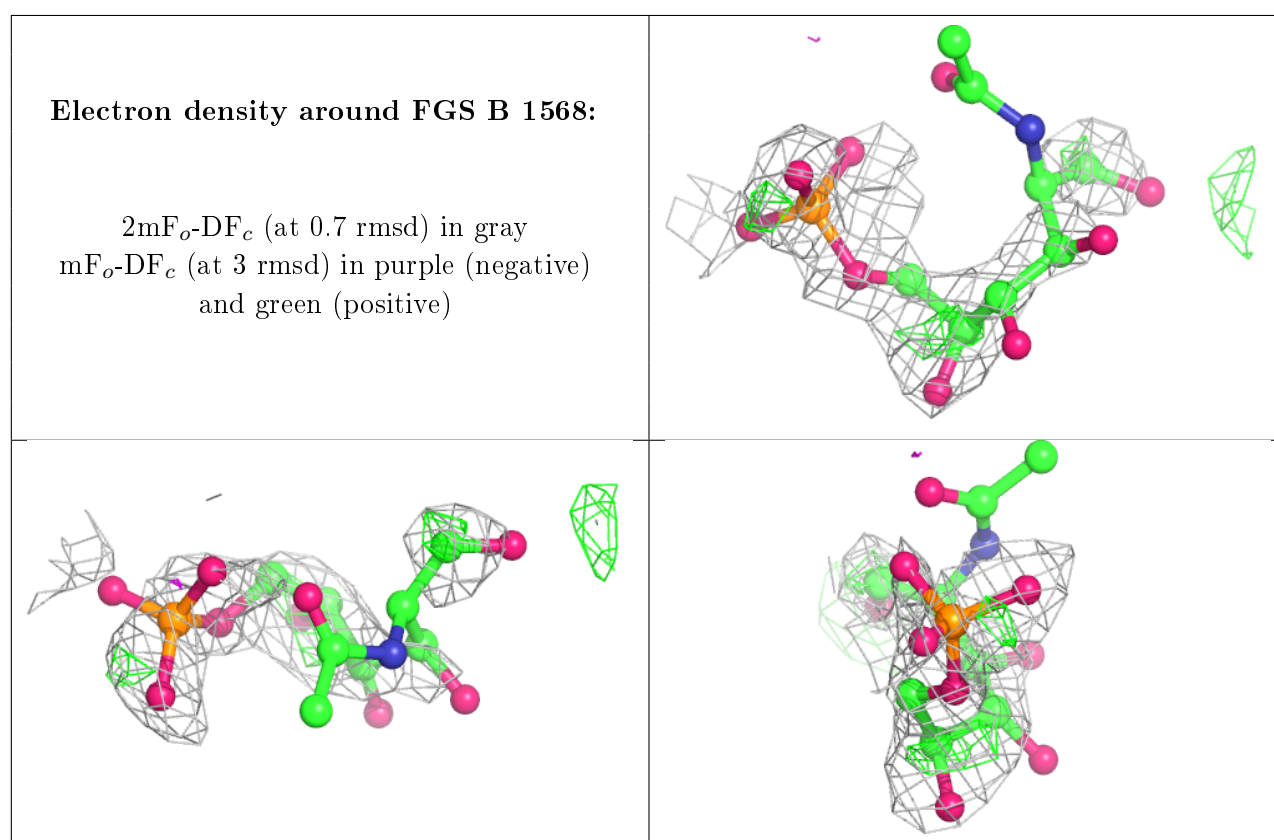 Electron density around FGS B 1568:
2mFo-DFc (at 0.7 rmsd) in gray
mFo-DFc (at 3 rmsd) in purple (negative)
and green (positive)